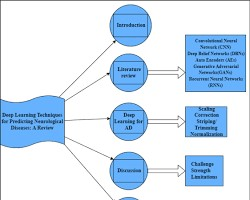 Deep Learning Techniques
for Predicting Neurological
Diseases: A Review
Introduction
Literature
review
Convolutional Neural
Network (CNN)
Deep Belief Networks (DBNs)
Auto Encoders (AEs)
Generative Adversarial
Networks(GANs)
Recurrent Neural Networks
(RNNs)
Deep
Learning for
AD
Scaling
Correction
Striping/
Trimming
Normalization
Discussion
Challenge
Strength
Limitations